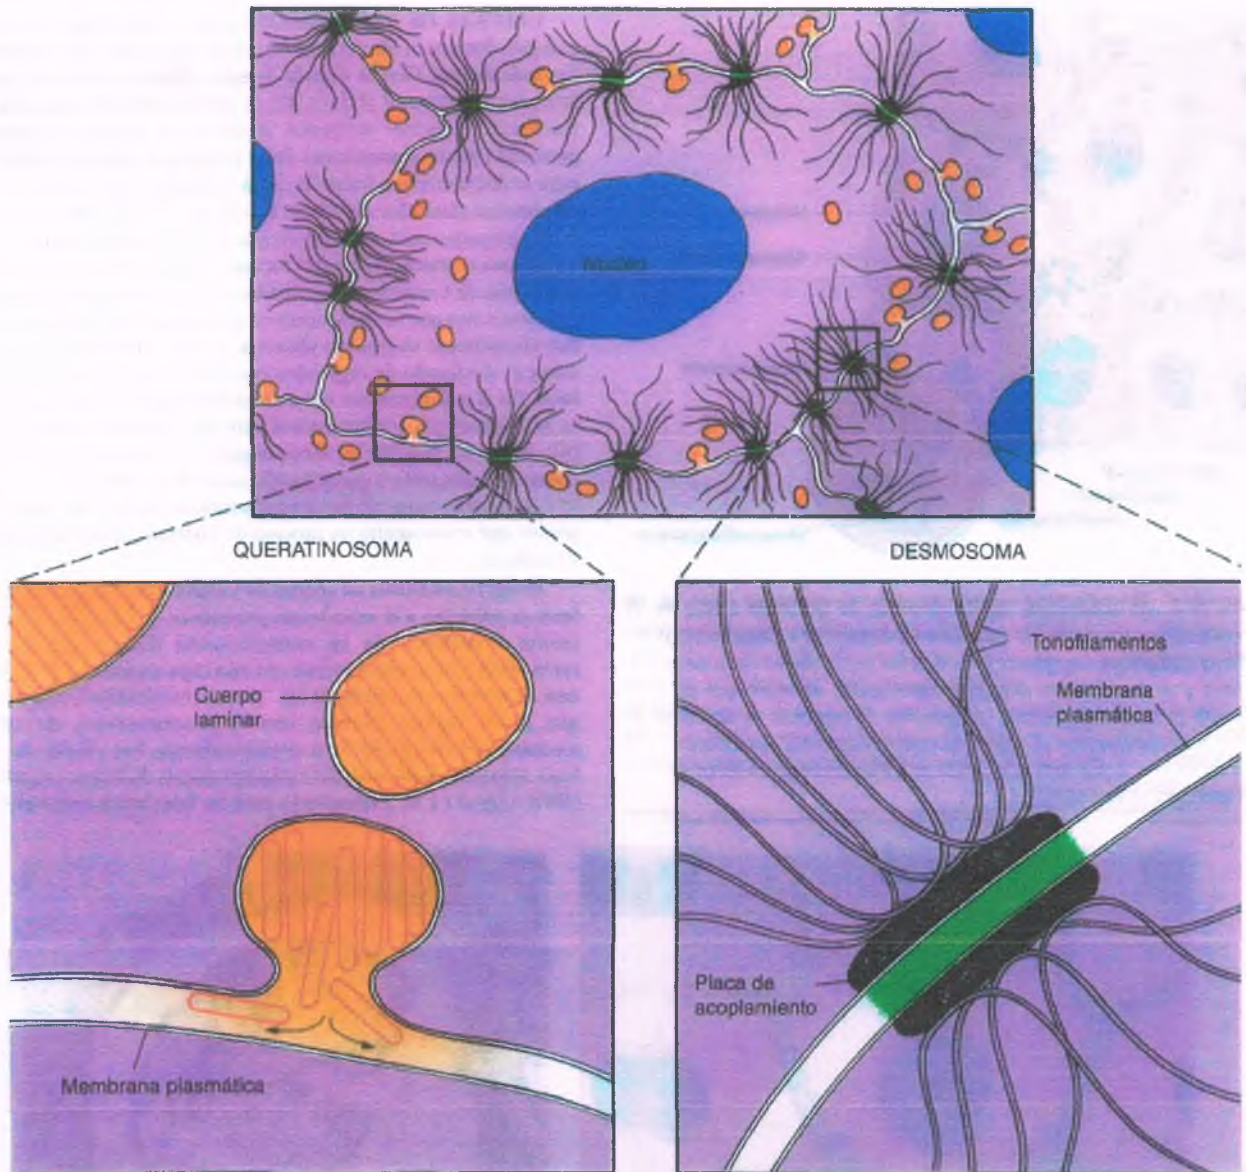 Núcleo
QUERATINOSOMA
DESMOSOMA
Cuerpo
laminar
Membrana plasmática
Tonofilamentos
Membrana
plasmática
Placa de
acoplamiento